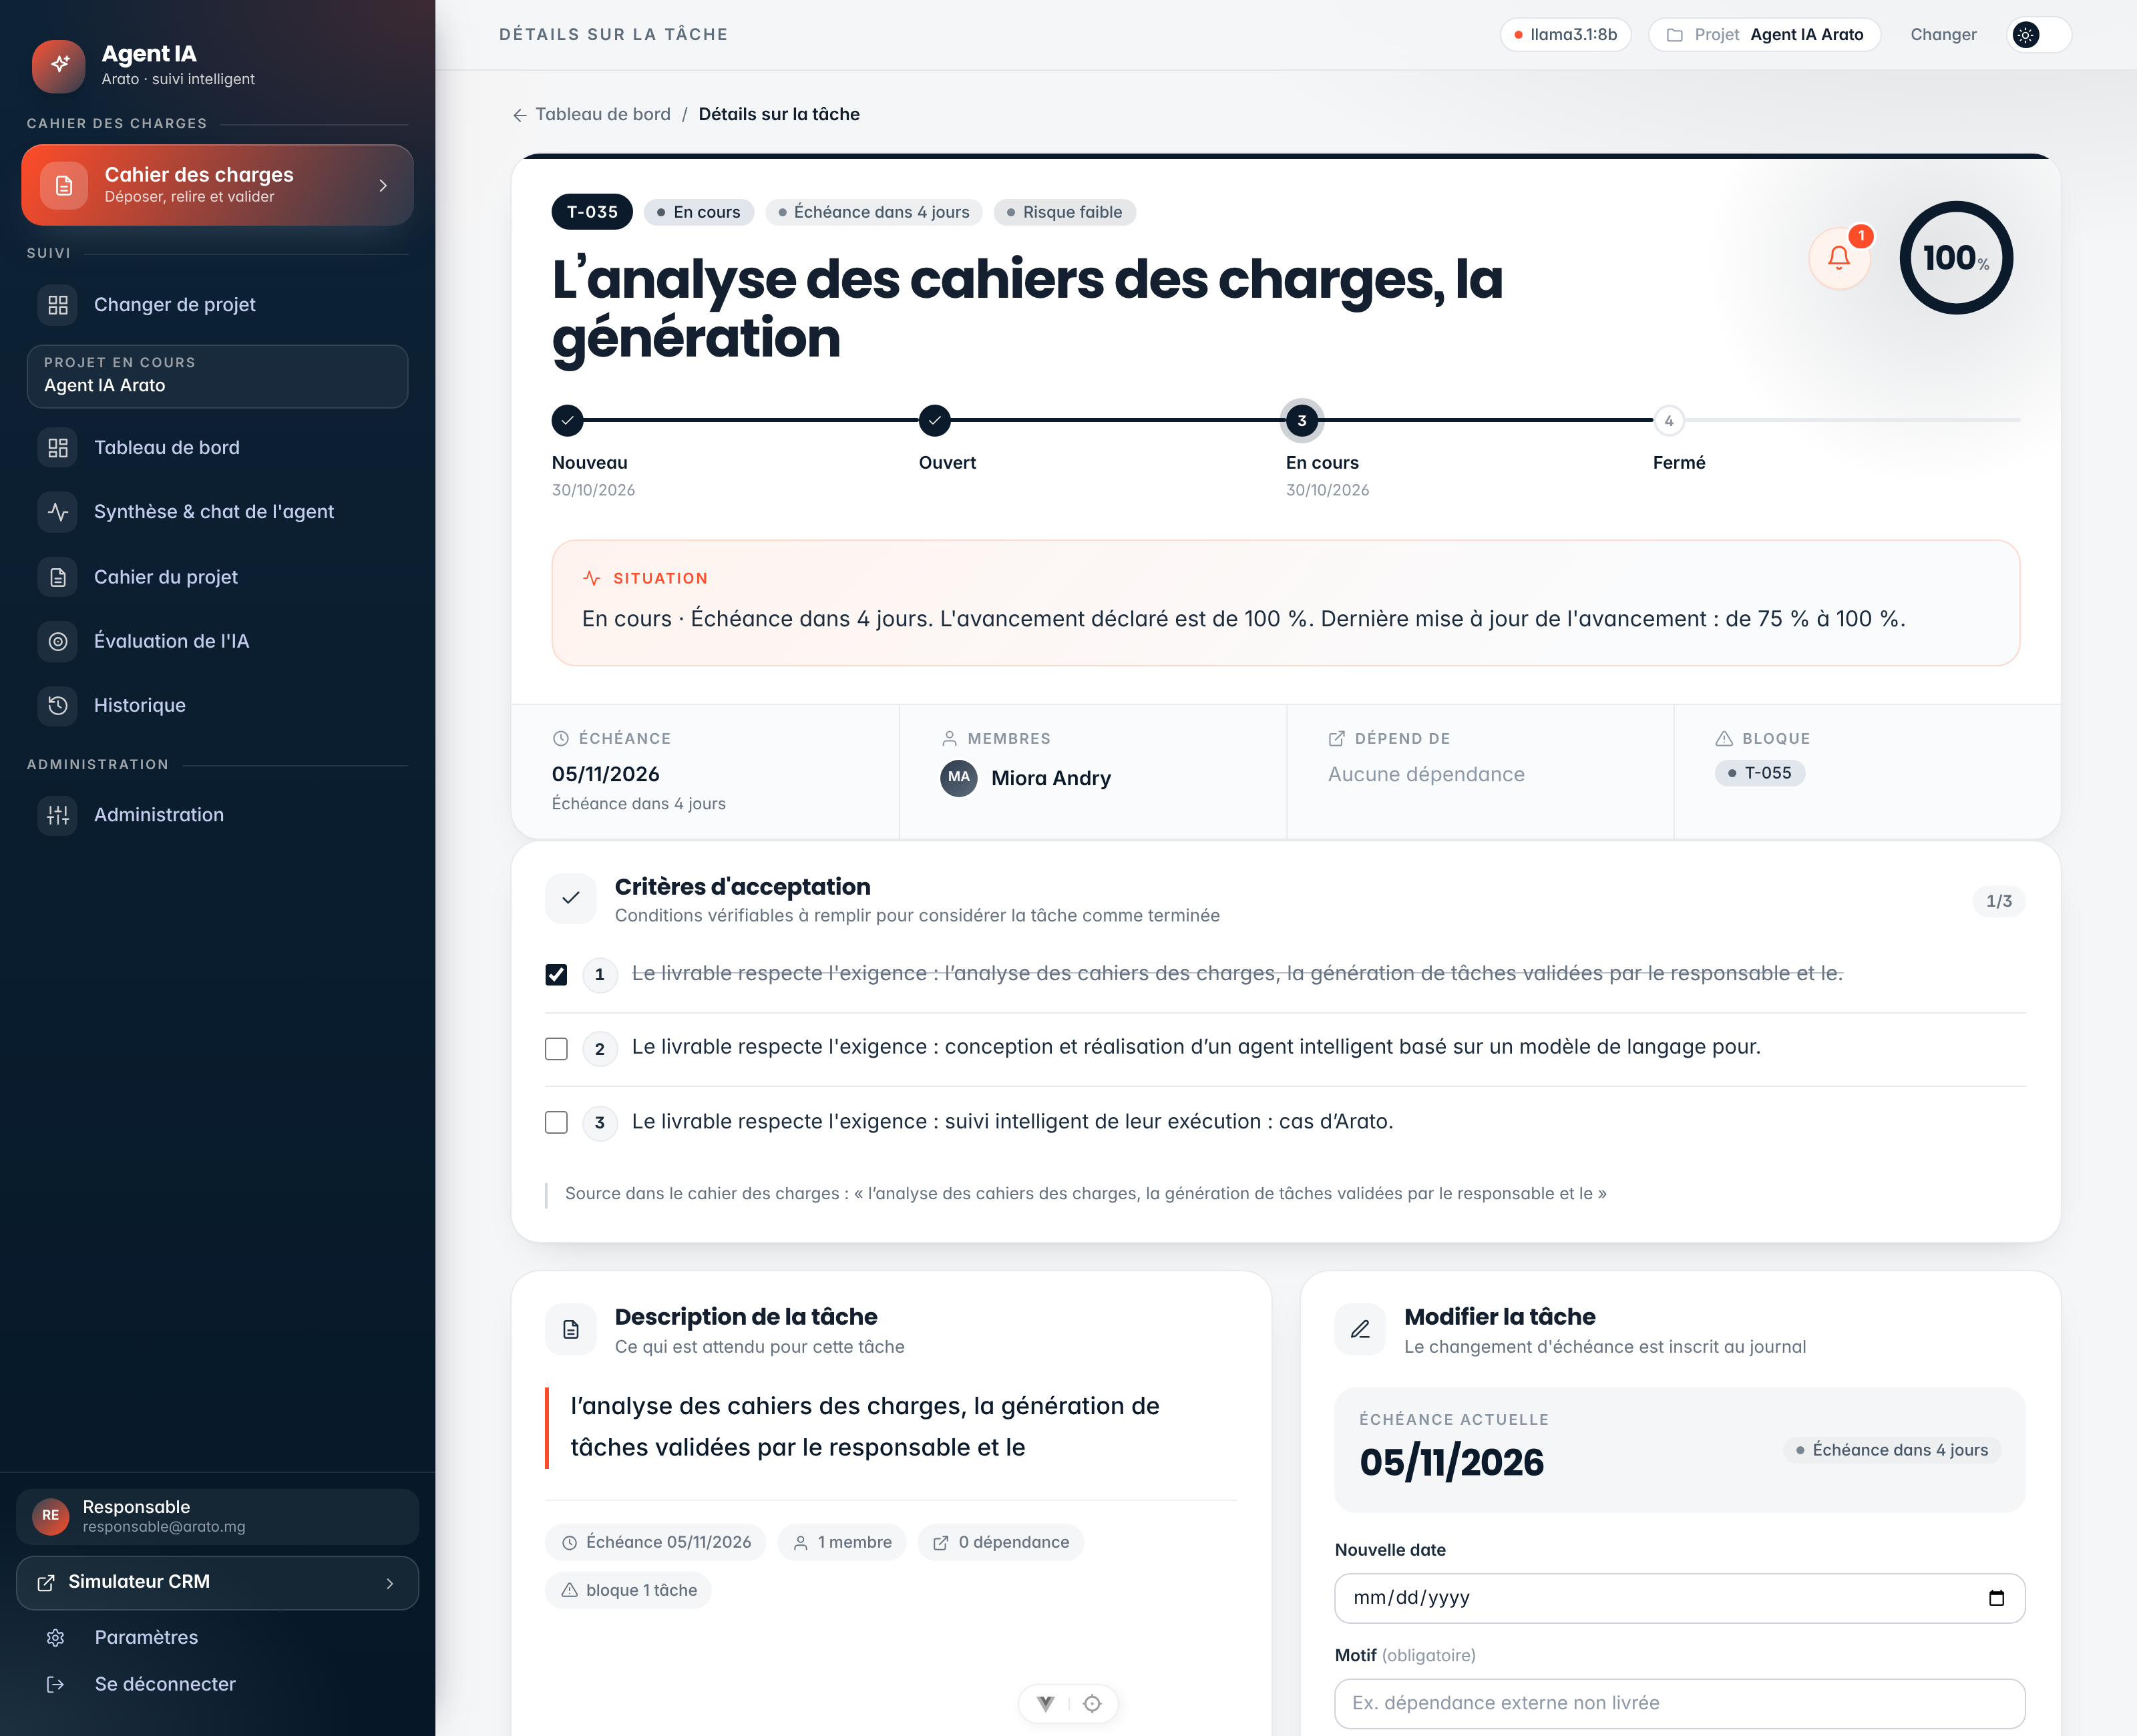 Agent IA
Arato · suivi intelligent
CAHIER DES CHARGES
Cahier des charges
Déposer, relire et valider
SUIVI
Changer de projet
PROJET EN COURS
Agent IA Arato
Tableau de bord
Synthèse & chat de l'agent
Cahier du projet
Évaluation de l'IA
Historique
ADMINISTRATION
Administration
RE
Responsable
responsable@arato.mg
Simulateur CRM
Paramètres
Se déconnecter
DÉTAILS SUR LA TÂCHE
llama3.1:8b
Projet Agent IA Arato
Changer
Tableau de bord / Détails sur la tâche
T-035
En cours
Échéance dans 4 jours
Risque faible
L’analyse des cahiers des charges, la
génération
1
100%
3
4
Nouveau
Ouvert
En cours
Fermé
30/10/2026
30/10/2026
SITUATION
En cours · Échéance dans 4 jours. L'avancement déclaré est de 100 %. Dernière mise à jour de l'avancement : de 75 % à 100 %.
ÉCHÉANCE
05/11/2026
Échéance dans 4 jours
MEMBRES
MA
Miora Andry
DÉPEND DE
Aucune dépendance
BLOQUE
T-055
Critères d'acceptation
Conditions vérifiables à remplir pour considérer la tâche comme terminée
1/3
1 Le livrable respecte l'exigence : l’analyse des cahiers des charges, la génération de tâches validées par le responsable et le.
2 Le livrable respecte l'exigence : conception et réalisation d’un agent intelligent basé sur un modèle de langage pour.
3 Le livrable respecte l'exigence : suivi intelligent de leur exécution : cas d’Arato.
Source dans le cahier des charges : « l’analyse des cahiers des charges, la génération de tâches validées par le responsable et le »
Description de la tâche
Ce qui est attendu pour cette tâche
l’analyse des cahiers des charges, la génération de
tâches validées par le responsable et le
Échéance 05/11/2026
1 membre
0 dépendance
bloque 1 tâche
Modifier la tâche
Le changement d'échéance est inscrit au journal
ÉCHÉANCE ACTUELLE
05/11/2026
Échéance dans 4 jours
Nouvelle date
mm/dd/yyyy
Motif (obligatoire)
Ex. dépendance externe non livrée